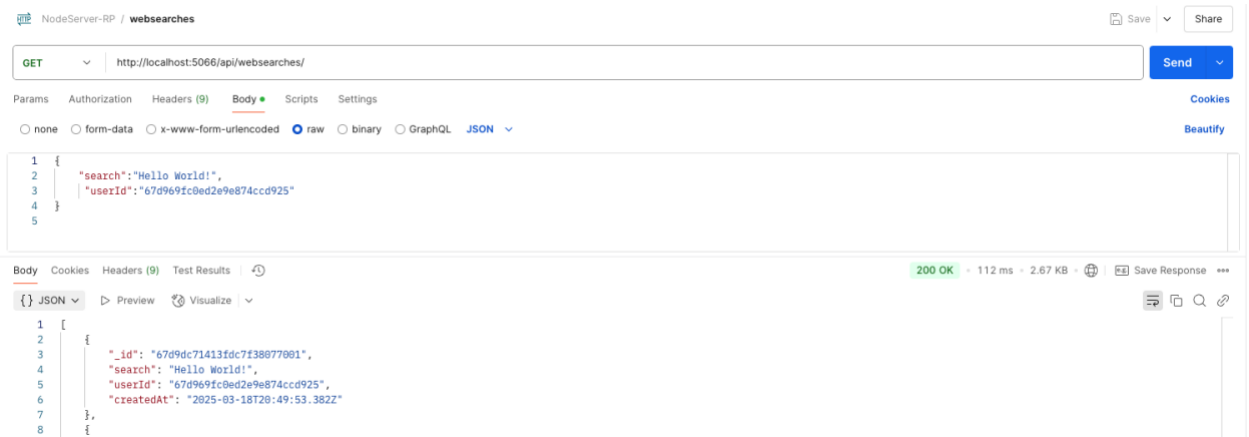 HTTP NodeServer-RP / websearches Save Share
GET http://localhost:5066/api/websearches/ Send
Params Authorization Headers (9) Body Scripts Settings Cookies
none form-data x-www-form-urlencoded raw binary GraphQL JSON Beautify
1 {
2 "search":"Hello World!",
3 "userId":"67d969fc0ed2e9e874ccd925"
4 }
5
Body Cookies Headers (9) Test Results 200 OK • 112 ms • 2.67 KB • e.g. Save Response
{} JSON Preview Visualize
1 [
2 {
3 "_id": "67d9dc71413fdc7f38077001",
4 "search": "Hello World!",
5 "userId": "67d969fc0ed2e9e874ccd925",
6 "createdAt": "2025-03-18T20:49:53.382Z"
7 },
8 {